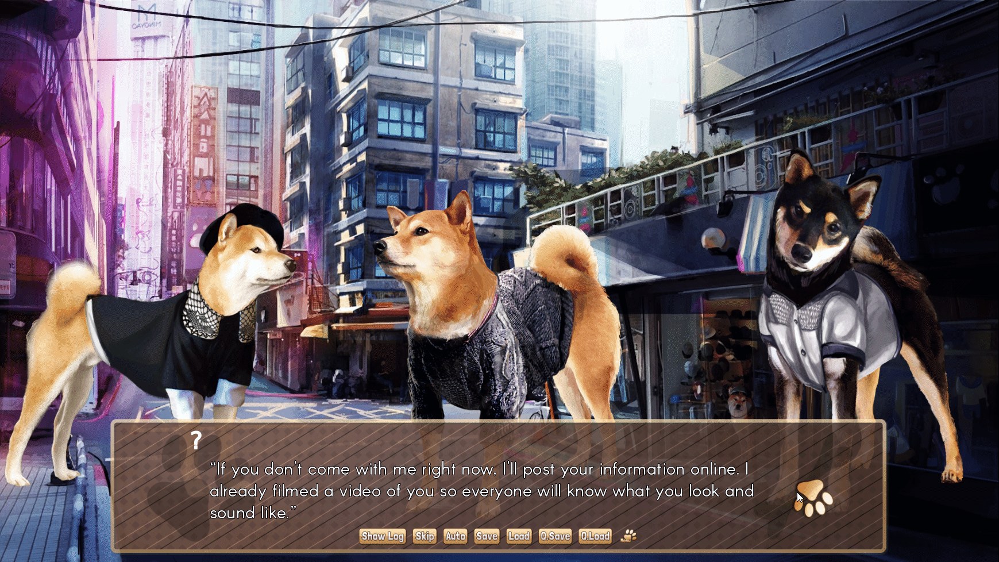 ?
“If you don't come with me right now, I'll post your information online. I
already filmed a video of you so everyone will know what you look and
sound like.”
Show Log Skip Auto Save Load Q.Save Q.Load Menu